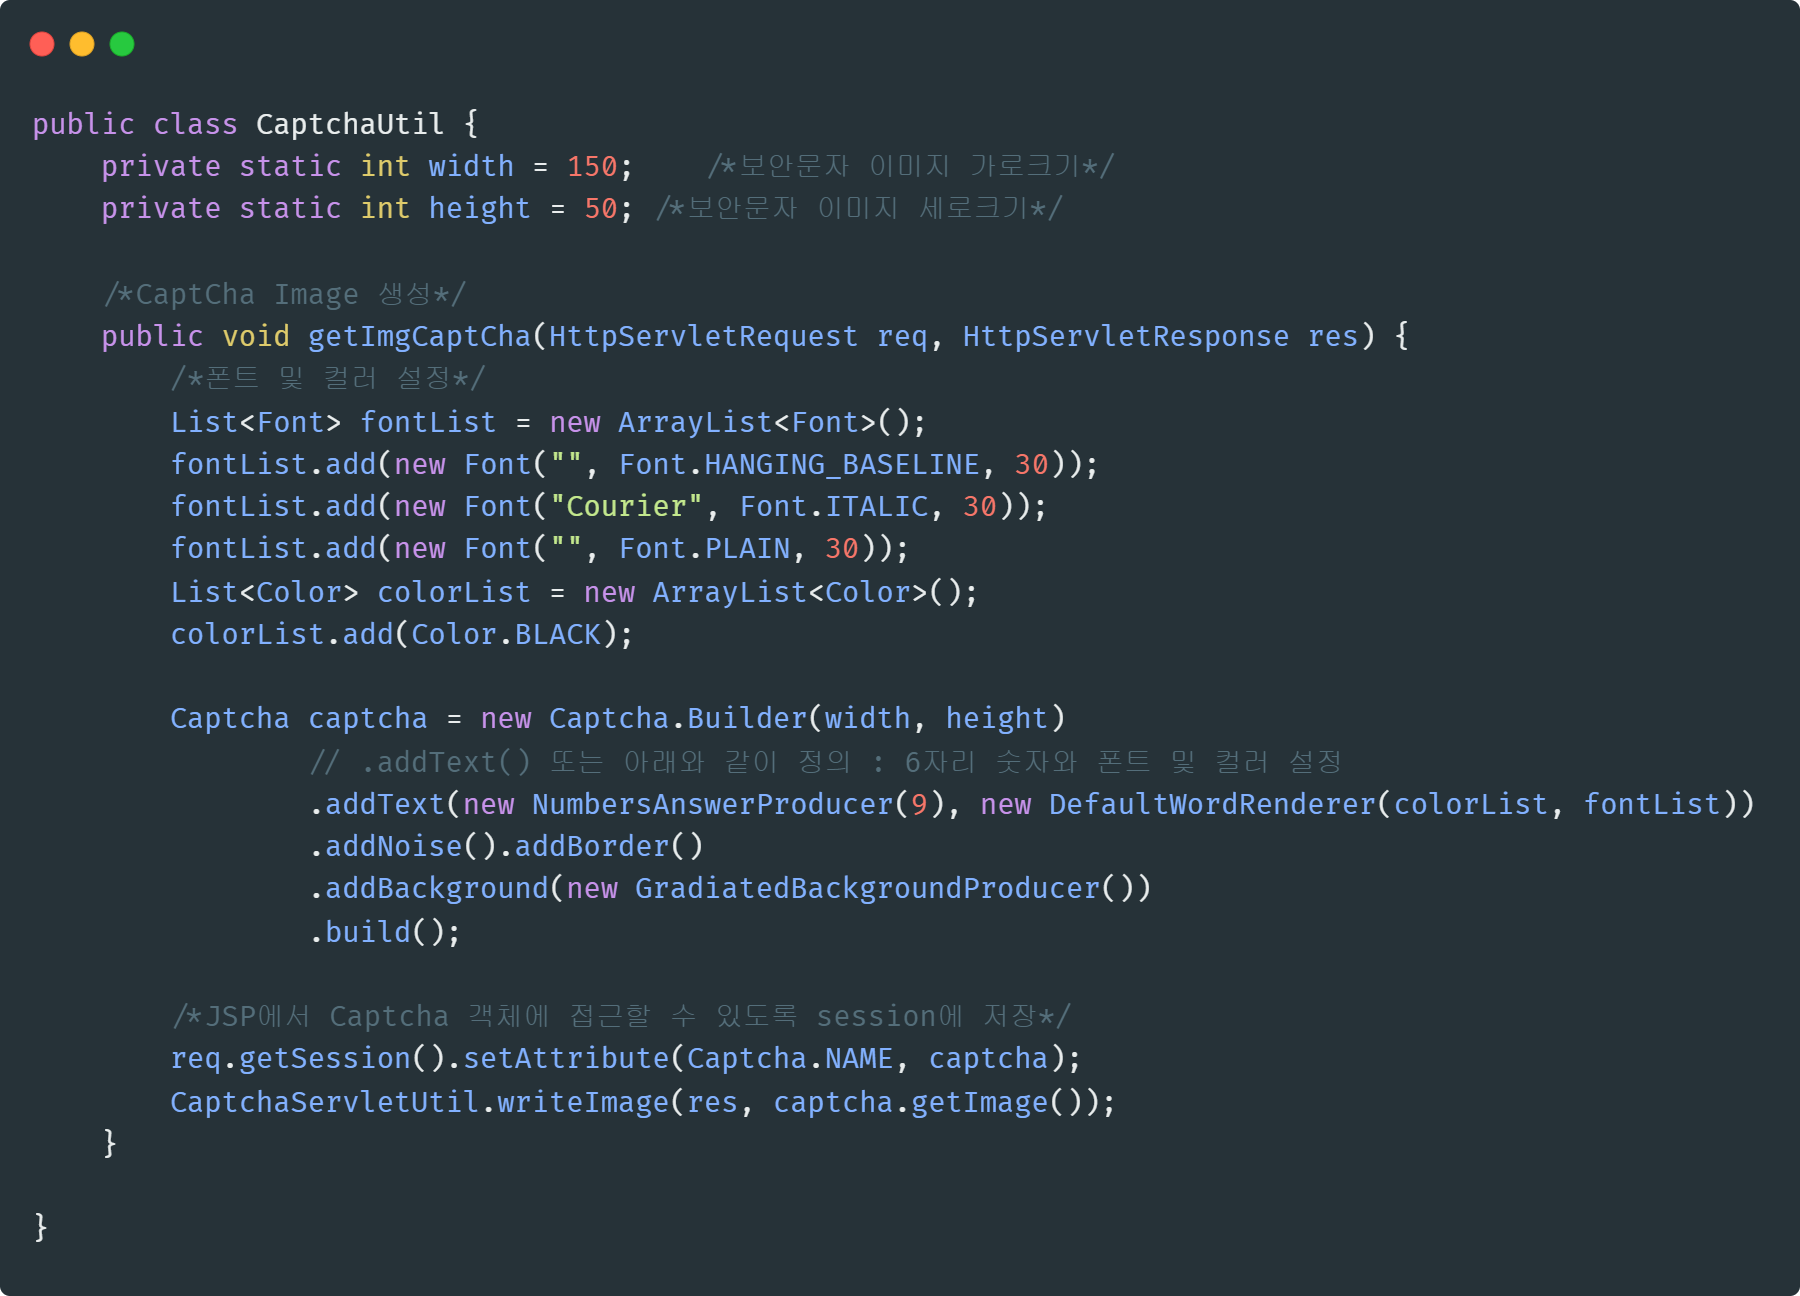 public class CaptchaUtil {
    private static int width = 150;    /*보안문자 이미지 가로크기*/
    private static int height = 50; /*보안문자 이미지 세로크기*/

    /*CaptCha Image 생성*/
    public void getImgCaptCha(HttpServletRequest req, HttpServletResponse res) {
        /*폰트 및 컬러 설정*/
        List<Font> fontList = new ArrayList<Font>();
        fontList.add(new Font("", Font.HANGING_BASELINE, 30));
        fontList.add(new Font("Courier", Font.ITALIC, 30));
        fontList.add(new Font("", Font.PLAIN, 30));
        List<Color> colorList = new ArrayList<Color>();
        colorList.add(Color.BLACK);

        Captcha captcha = new Captcha.Builder(width, height)
                // .addText() 또는 아래와 같이 정의 : 6자리 숫자와 폰트 및 컬러 설정
                .addText(new NumbersAnswerProducer(9), new DefaultWordRenderer(colorList, fontList))
                .addNoise().addBorder()
                .addBackground(new GradiatedBackgroundProducer())
                .build();

        /*JSP에서 Captcha 객체에 접근할 수 있도록 session에 저장*/
        req.getSession().setAttribute(Captcha.NAME, captcha);
        CaptchaServletUtil.writeImage(res, captcha.getImage());
    }

}